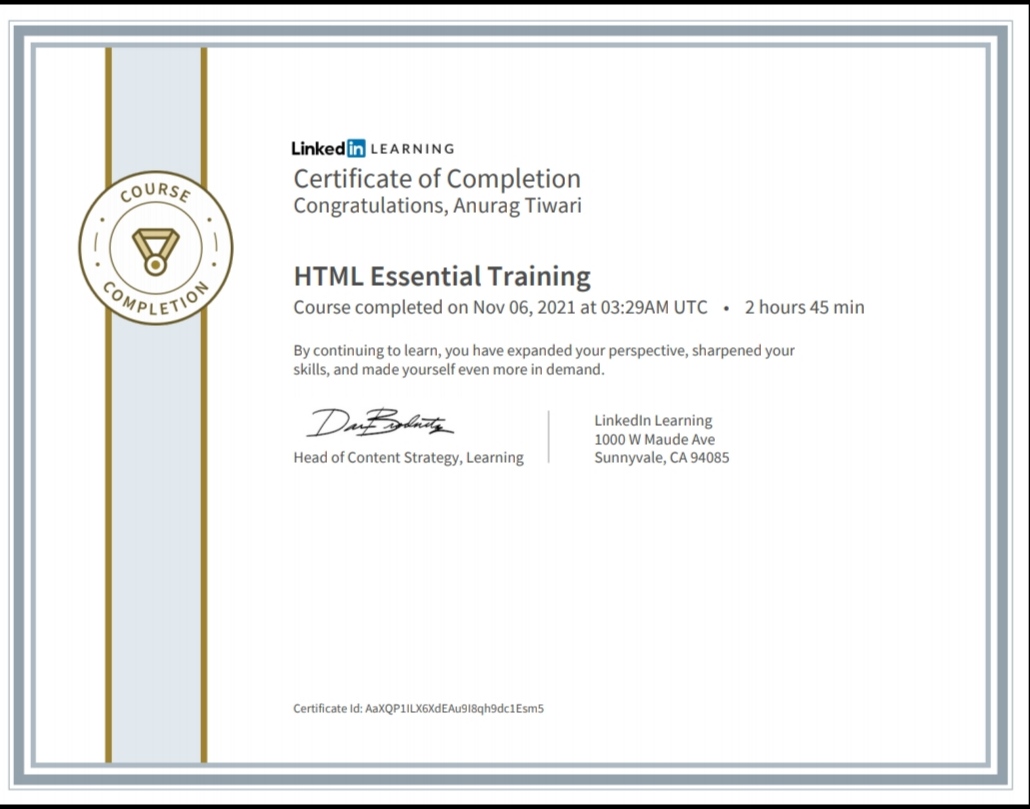 COURSE
COMPLETION
Linked in LEARNING
Certificate of Completion
Congratulations, Anurag Tiwari
HTML Essential Training
Course completed on Nov 06, 2021 at 03:29AM UTC • 2 hours 45 min
By continuing to learn, you have expanded your perspective, sharpened your
skills, and made yourself even more in demand.
Head of Content Strategy, Learning
LinkedIn Learning
1000 W Maude Ave
Sunnyvale, CA 94085
Certificate Id: AaXQP1ILX6XdEAu9I8qh9dc1Esm5